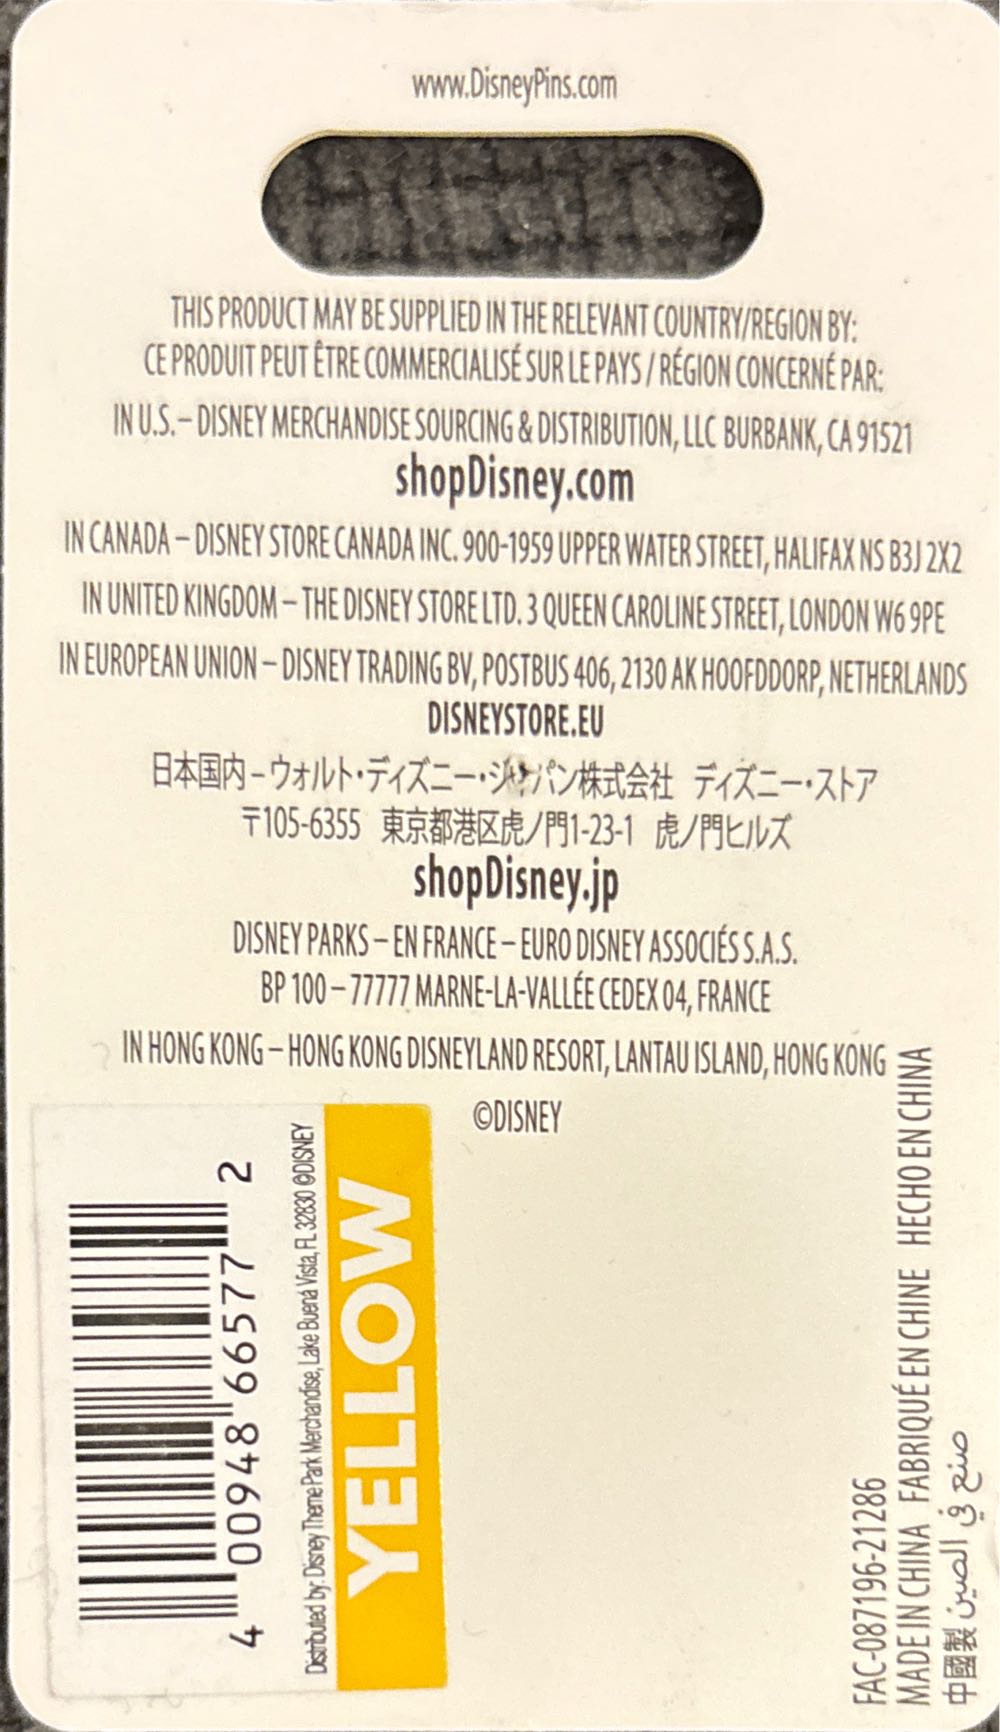 www.DisneyPins.com
THIS PRODUCT MAY BE SUPPLIED IN THE RELEVANT COUNTRY/REGION BY:
CE PRODUIT PEUT ÊTRE COMMERCIALISÉ SUR LE PAYS / RÉGION CONCERNÉ PAR:
IN U.S. – DISNEY MERCHANDISE SOURCING & DISTRIBUTION, LLC BURBANK, CA 91521
shopDisney.com
IN CANADA – DISNEY STORE CANADA INC. 900-1959 UPPER WATER STREET, HALIFAX NS B3J 2X2
IN UNITED KINGDOM – THE DISNEY STORE LTD. 3 QUEEN CAROLINE STREET, LONDON W6 9PE
IN EUROPEAN UNION – DISNEY TRADING BV, POSTBUS 406, 2130 AK HOOFDDORP, NETHERLANDS
DISNEYSTORE.EU
日本国内 – ウォルト・ディズニー・ジャパン株式会社 ディズニー・ストア
〒105-6355 東京都港区虎ノ門1-23-1 虎ノ門ヒルズ
shopDisney.jp
DISNEY PARKS – EN FRANCE – EURO DISNEY ASSOCIÉS S.A.S.
BP 100 – 77777 MARNE-LA-VALLÉE CEDEX 04, FRANCE
IN HONG KONG – HONG KONG DISNEYLAND RESORT, LANTAU ISLAND, HONG KONG
©DISNEY
4 00948 66577 2
Distributed by: Disney Theme Park Merchandise, Lake Buena Vista, FL 32830 ©DISNEY
YELLOW
FAC-087196-21286
MADE IN CHINA FABRIQUÉ EN CHINE HECHO EN CHINA
中國製 صنع في الصين